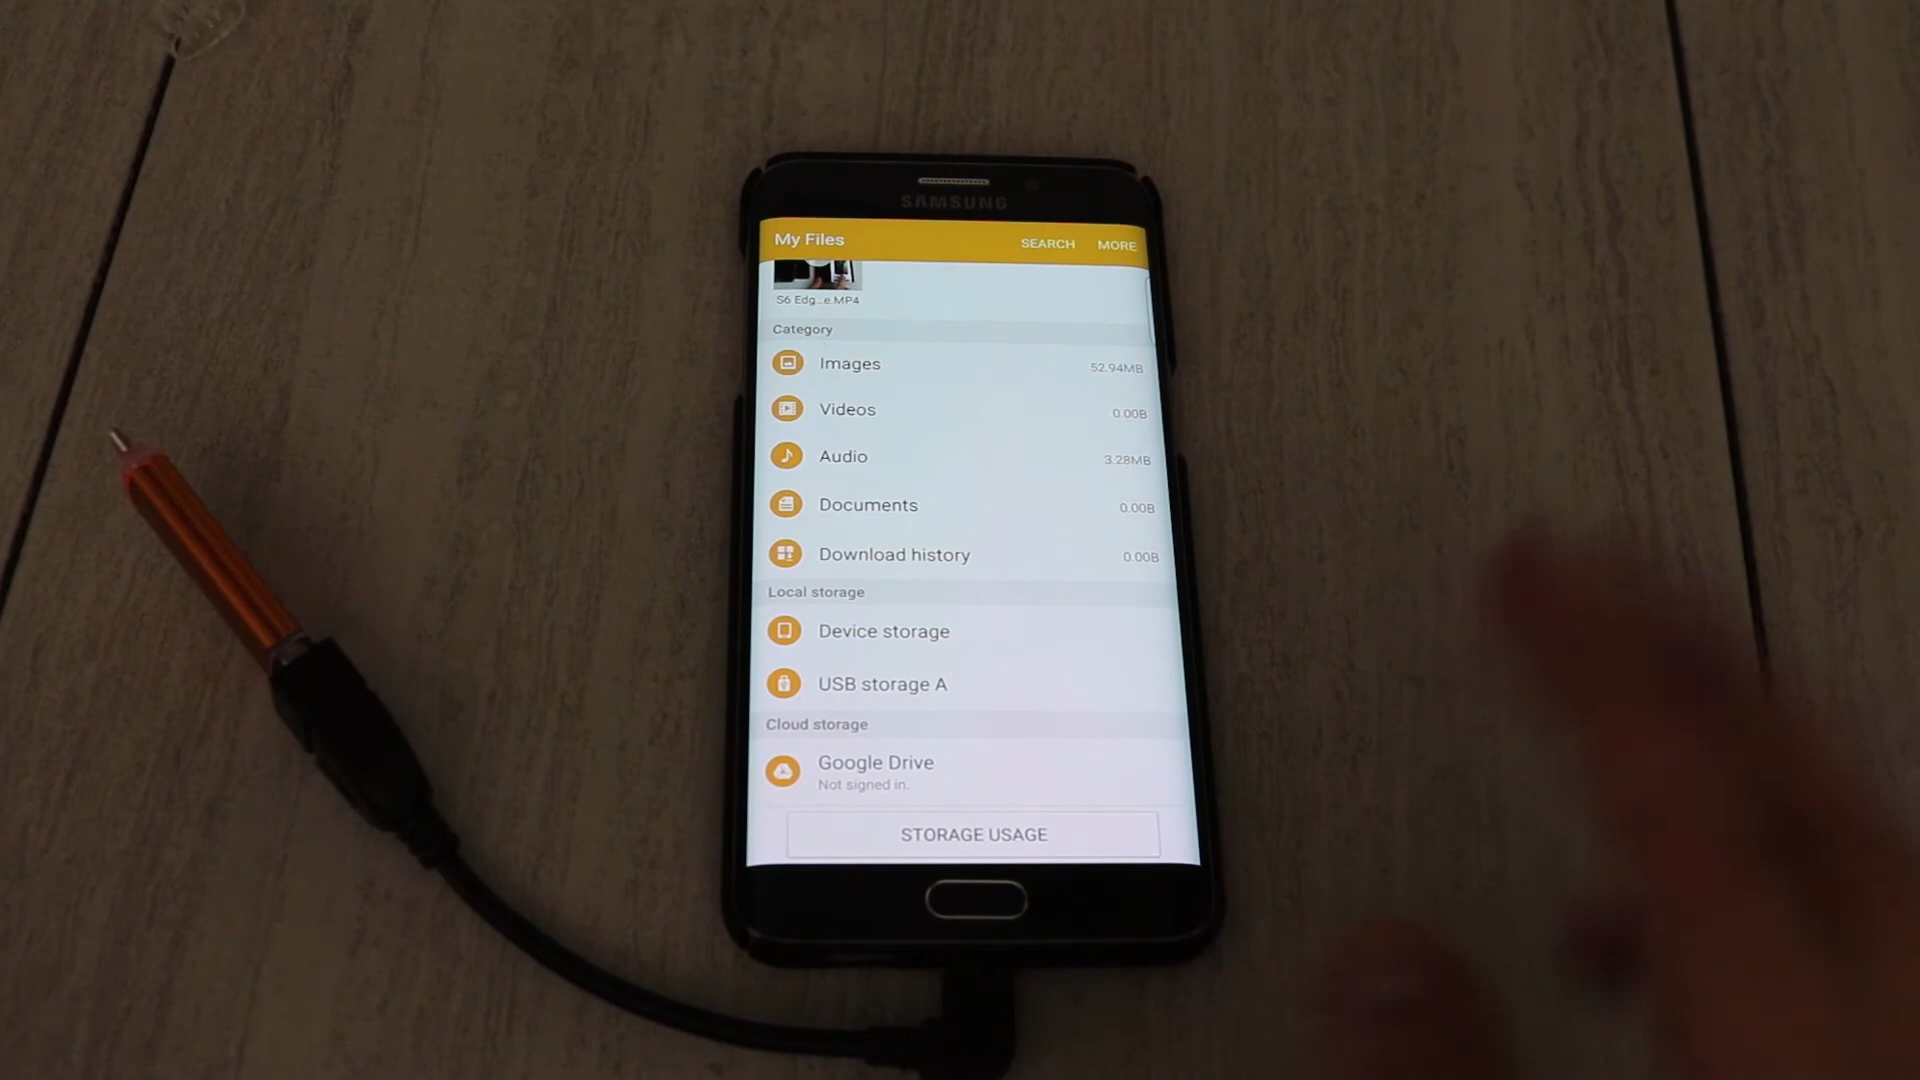 SAMSUNG
My Files SEARCH MORE
S6 Edg...e.MP4
Category
Images 52.94MB
Videos 0.00B
Audio 3.28MB
Documents 0.00B
Download history 0.00B
Local storage
Device storage
USB storage A
Cloud storage
Google Drive
Not signed in.
STORAGE USAGE